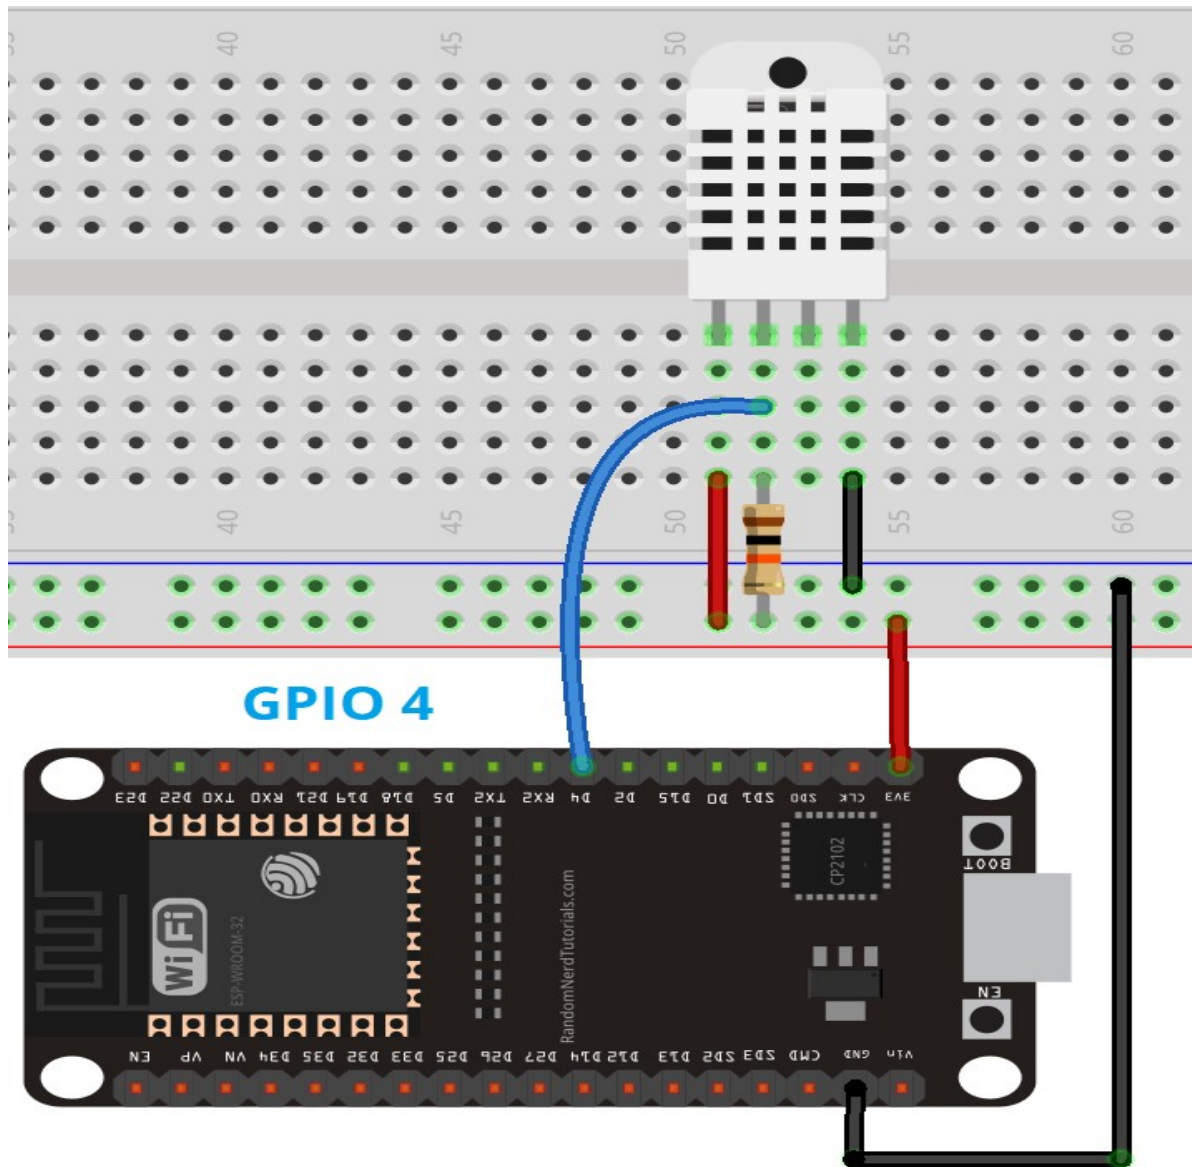 40 45 50 55 60
40 45 50 55 60
GPIO 4
D23 D22 TX0 RX0 D21 D19 D18 D5 TX2 RX2 D4 D2 D15 D0 SD1 SD0 CLK 3V3
BOOT
CP2102
WiFi
ESP-WROOM-32
RandomNerdTutorials.com
EN
EN VP VN D34 D35 D32 D33 D25 D26 D27 D14 D12 D13 SD2 SD3 CMD GND Vin